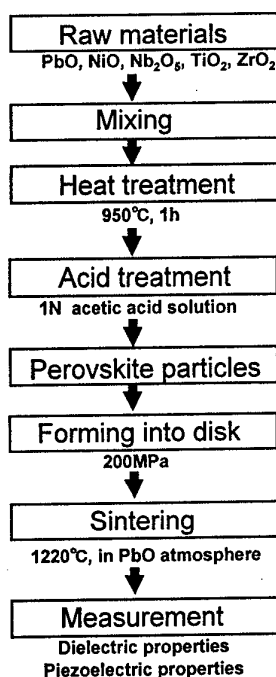 Raw materials
PbO, NiO, Nb₂O₅, TiO₂, ZrO₂
Mixing
Heat treatment
950℃, 1h
Acid treatment
1N acetic acid solution
Perovskite particles
Forming into disk
200MPa
Sintering
1220℃, in PbO atmosphere
Measurement
Dielectric properties
Piezoelectric properties